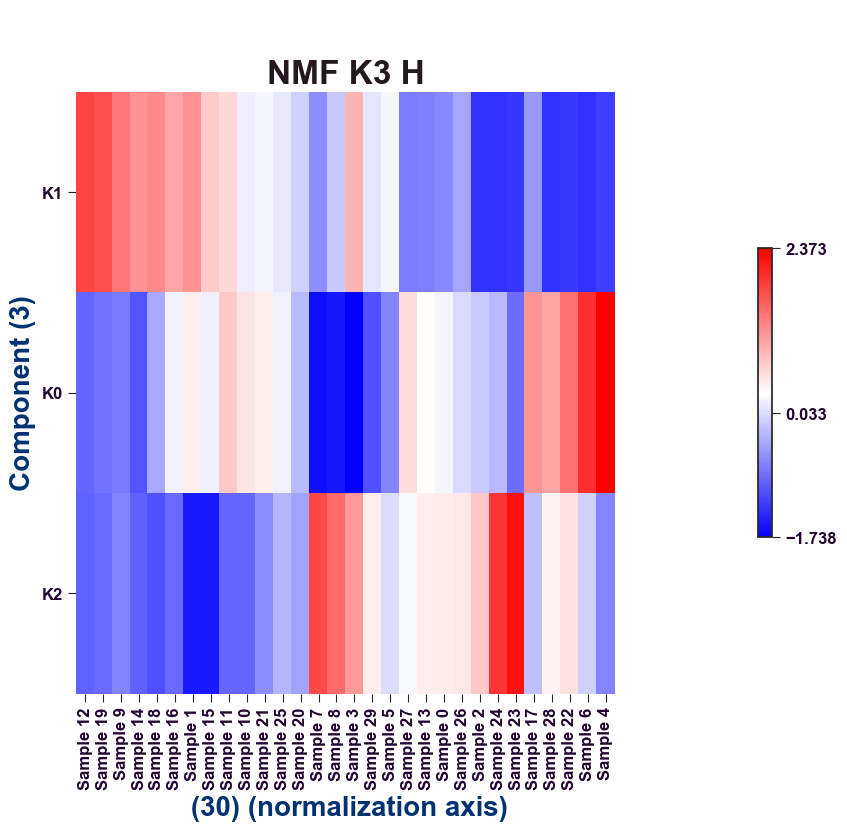 NMF K3 H
K1
K0
K2
Component (3)
Sample 12
Sample 19
Sample 9
Sample 14
Sample 18
Sample 16
Sample 1
Sample 15
Sample 11
Sample 10
Sample 21
Sample 25
Sample 20
Sample 7
Sample 8
Sample 3
Sample 29
Sample 5
Sample 27
Sample 13
Sample 0
Sample 26
Sample 2
Sample 24
Sample 23
Sample 17
Sample 28
Sample 22
Sample 6
Sample 4
(30) (normalization axis)
2.373
0.033
−1.738